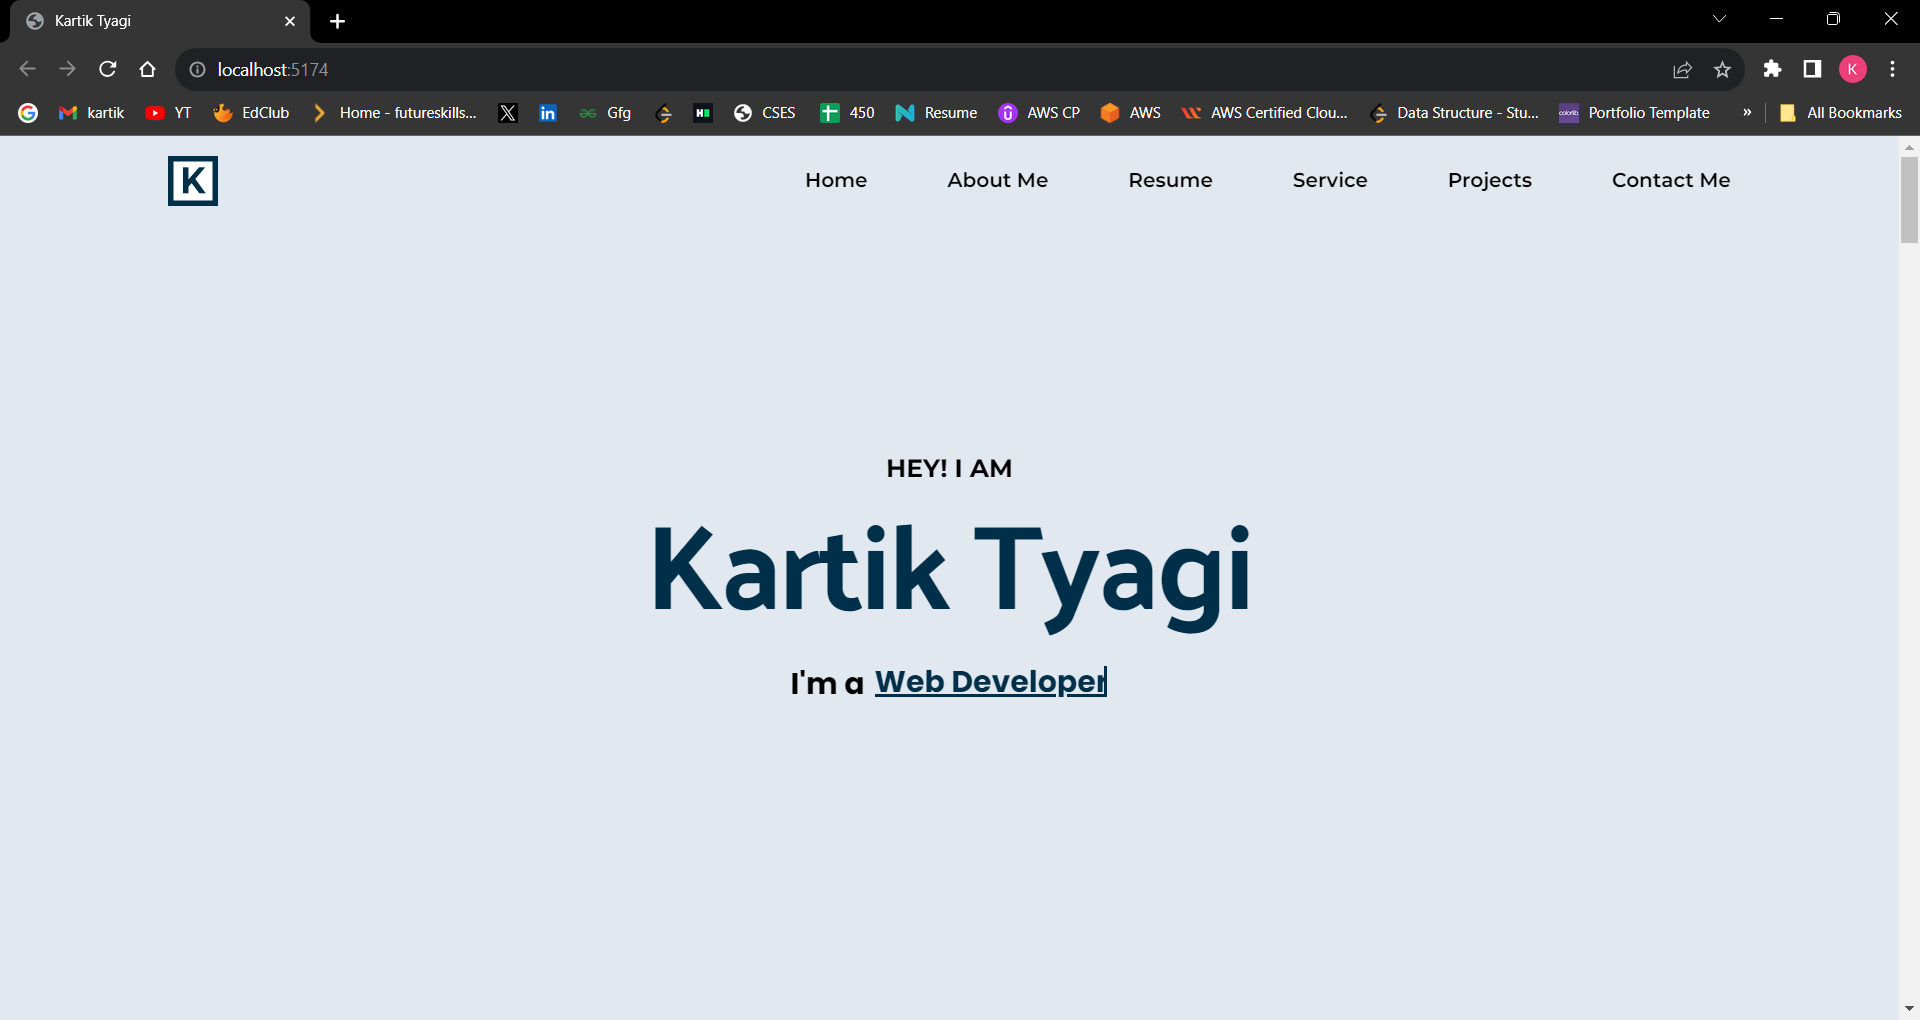 Kartik Tyagi
localhost:5174
K
kartik YT EdClub Home - futureskills... X in Gfg CSES 450 Resume AWS CP AWS AWS Certified Clou... Data Structure - Stu... Portfolio Template » All Bookmarks
K Home About Me Resume Service Projects Contact Me
HEY! I AM
Kartik Tyagi
I'm a Web Developer